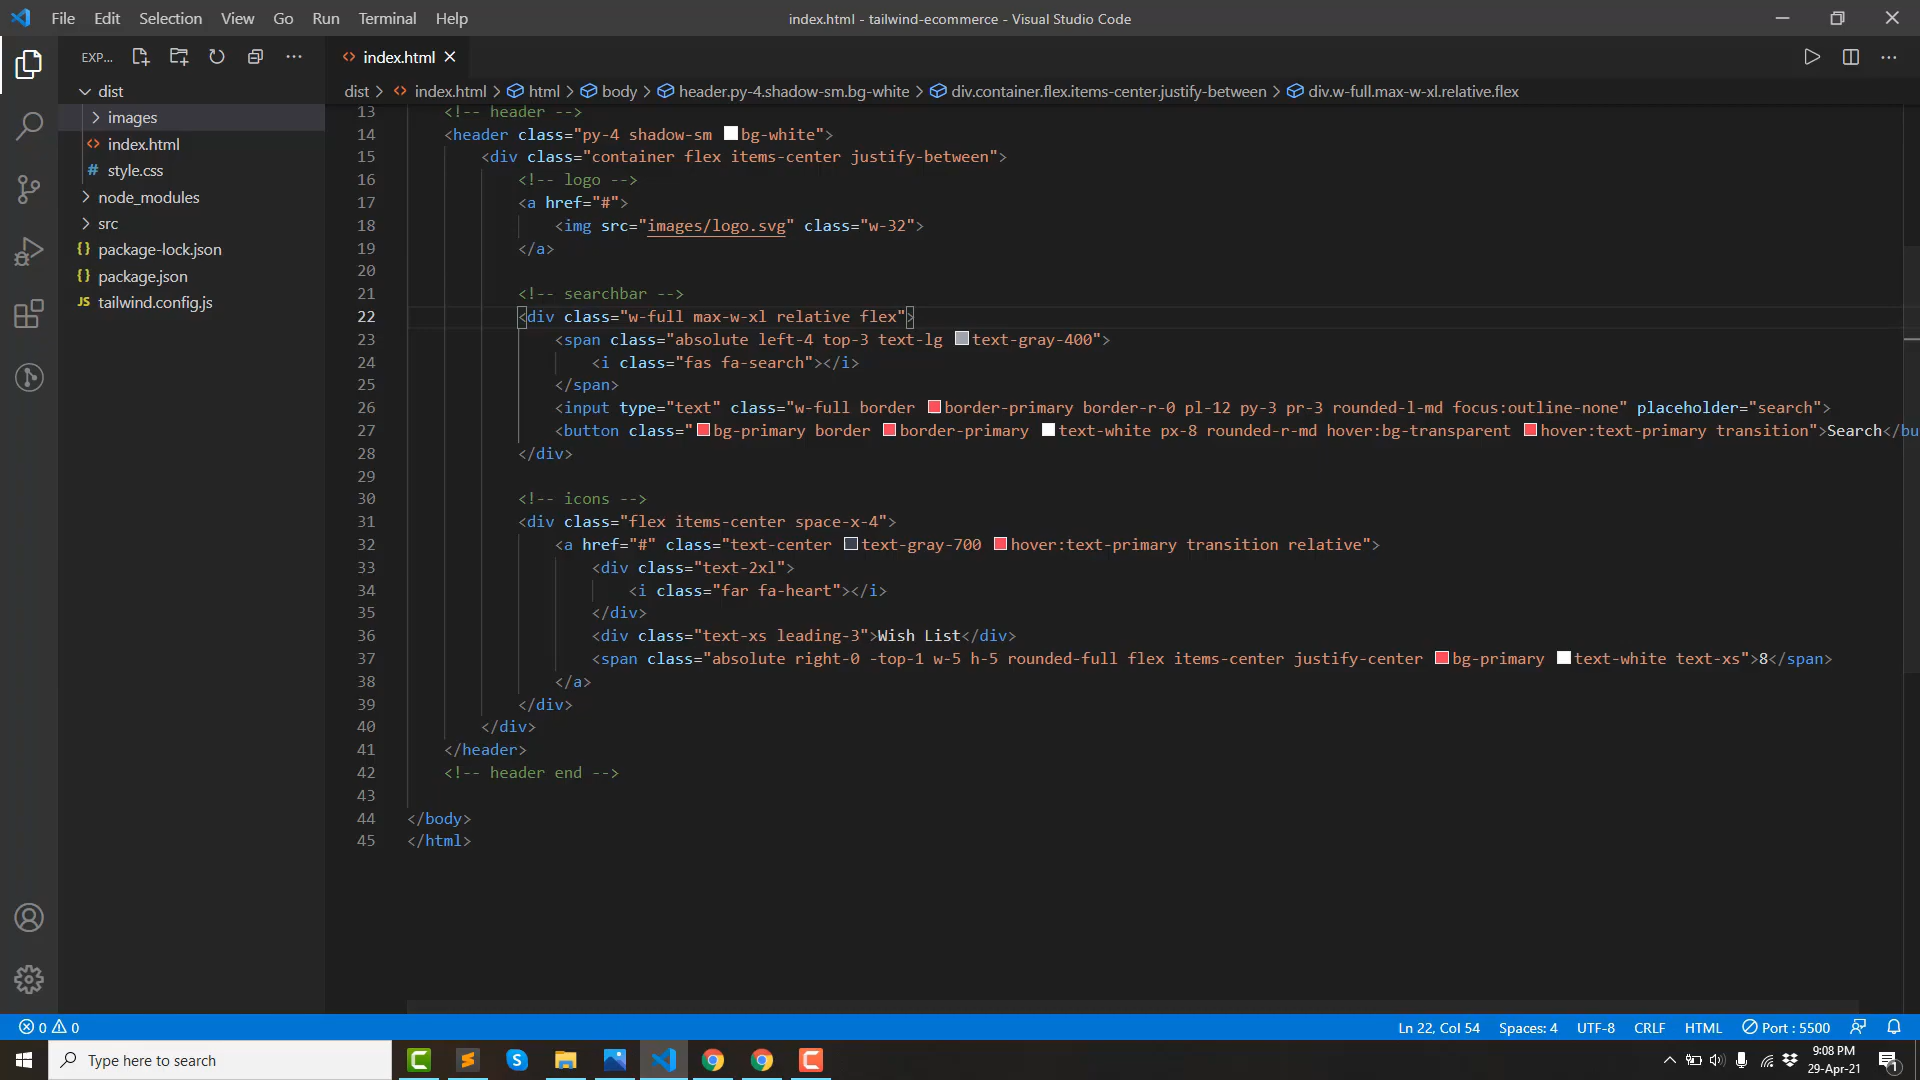 File Edit Selection View Go Run Terminal Help
index.html - tailwind-ecommerce - Visual Studio Code
EXP...
index.html
dist
images
index.html
style.css
node_modules
src
package-lock.json
package.json
JS tailwind.config.js
dist > index.html > html > body > header.py-4.shadow-sm.bg-white > div.container.flex.items-center.justify-between > div.w-full.max-w-xl.relative.flex
13 <!-- header -->
14 <header class="py-4 shadow-sm bg-white">
15 <div class="container flex items-center justify-between">
16 <!-- logo -->
17 <a href="#">
18 <img src="images/logo.svg" class="w-32">
19 </a>
20
21 <!-- searchbar -->
22 <div class="w-full max-w-xl relative flex">
23 <span class="absolute left-4 top-3 text-lg text-gray-400">
24 <i class="fas fa-search"></i>
25 </span>
26 <input type="text" class="w-full border border-primary border-r-0 pl-12 py-3 pr-3 rounded-l-md focus:outline-none" placeholder="search">
27 <button class="bg-primary border border-primary text-white px-8 rounded-r-md hover:bg-transparent hover:text-primary transition">Search</bu
28 </div>
29
30 <!-- icons -->
31 <div class="flex items-center space-x-4">
32 <a href="#" class="text-center text-gray-700 hover:text-primary transition relative">
33 <div class="text-2xl">
34 <i class="far fa-heart"></i>
35 </div>
36 <div class="text-xs leading-3">Wish List</div>
37 <span class="absolute right-0 -top-1 w-5 h-5 rounded-full flex items-center justify-center bg-primary text-white text-xs">8</span>
38 </a>
39 </div>
40 </div>
41 </header>
42 <!-- header end -->
43
44 </body>
45 </html>
0 0
Ln 22, Col 54 Spaces: 4 UTF-8 CRLF HTML Port : 5500
Type here to search
9:08 PM
29-Apr-21
1